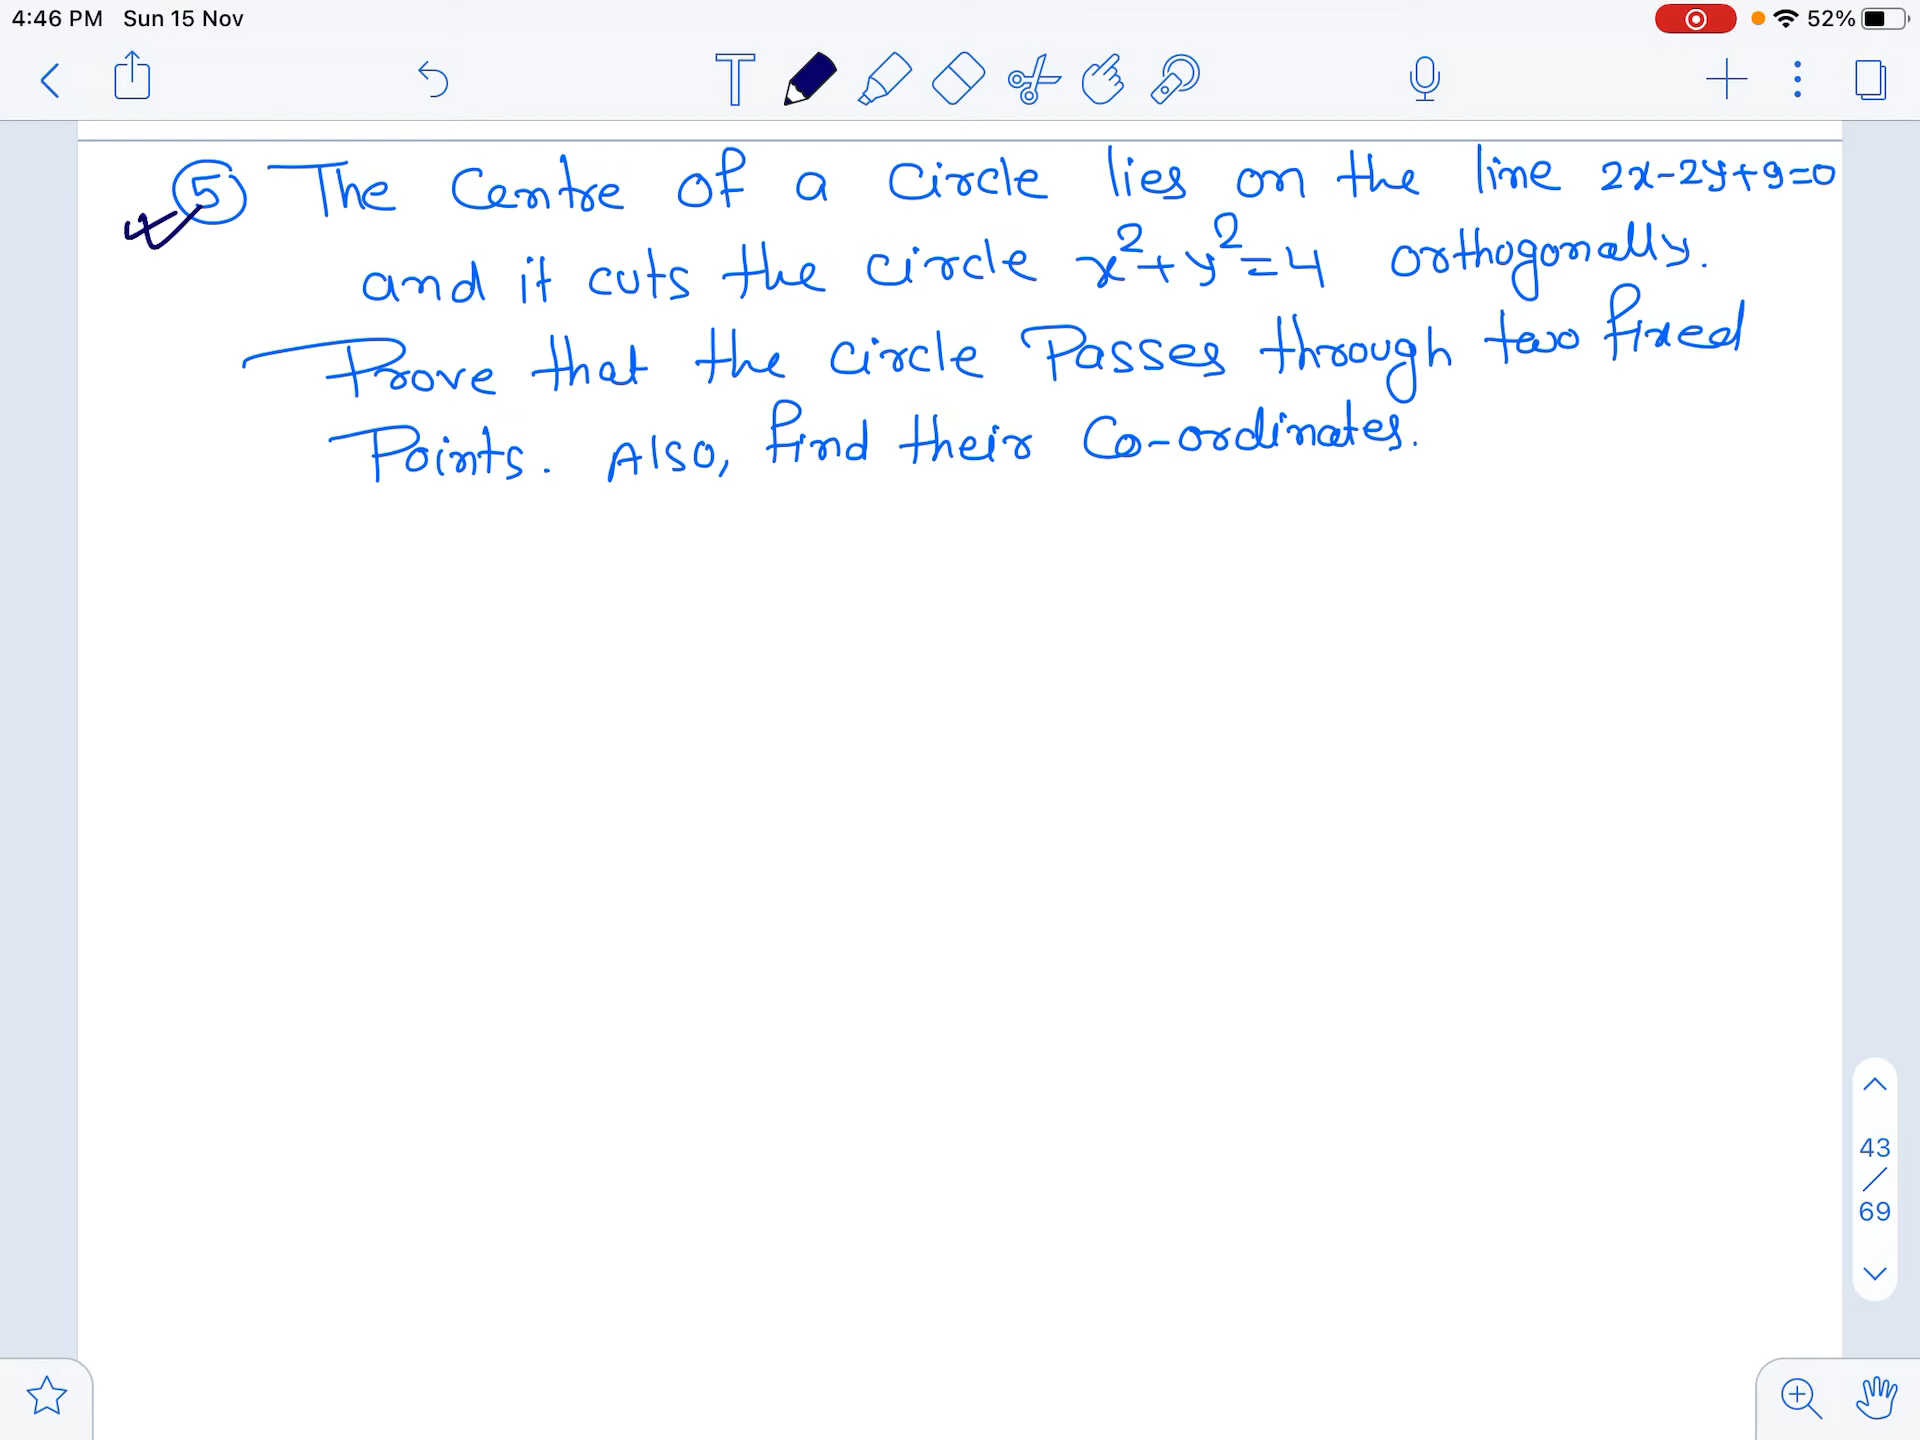 4:46 PM Sun 15 Nov
52%
T
⑤ The Centre of a Circle lies on the line 2x-2y+9=0
and it cuts the circle x²+y²=4 orthogonally.
Prove that the circle Passes through two fixed
Points. Also, find their Co-ordinates.
43
/
69